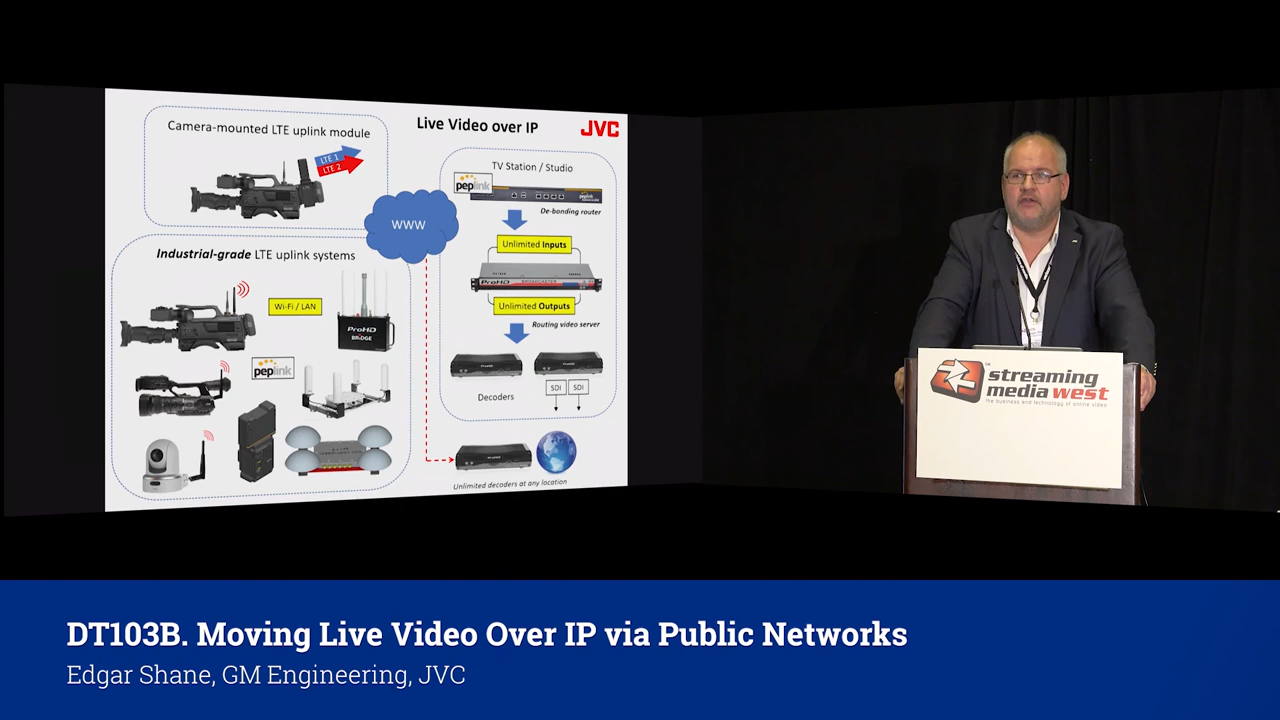 Camera-mounted LTE uplink module
LTE 1
LTE 2
Live Video over IP
JVC
WWW
TV Station / Studio
peplink
De-bonding router
Unlimited Inputs
ProHD BROADCASTER
Unlimited Outputs
Routing video server
Decoders
SDI SDI
Unlimited decoders at any location
Industrial-grade LTE uplink systems
Wi-Fi / LAN
ProHD
BRIDGE
peplink
streaming
media west
the business and technology of online video
DT103B. Moving Live Video Over IP via Public Networks
Edgar Shane, GM Engineering, JVC